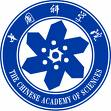 中国科学院
THE CHINESE ACADEMY OF SCIENCES